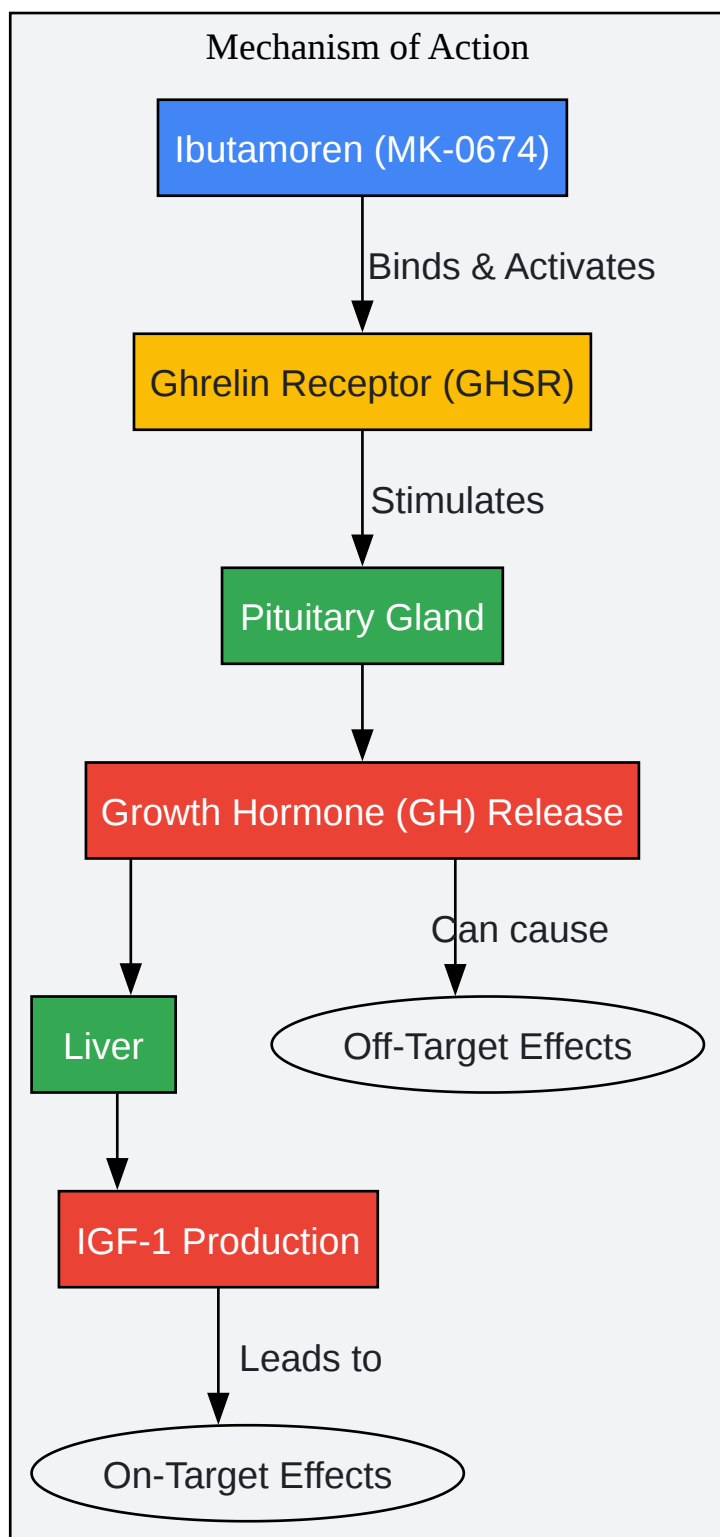 Mechanism of Action
Ibutamoren (MK-0674)
Binds & Activates
Ghrelin Receptor (GHSR)
Stimulates
Pituitary Gland
Growth Hormone (GH) Release
Can cause
Liver
Off-Target Effects
IGF-1 Production
Leads to
On-Target Effects